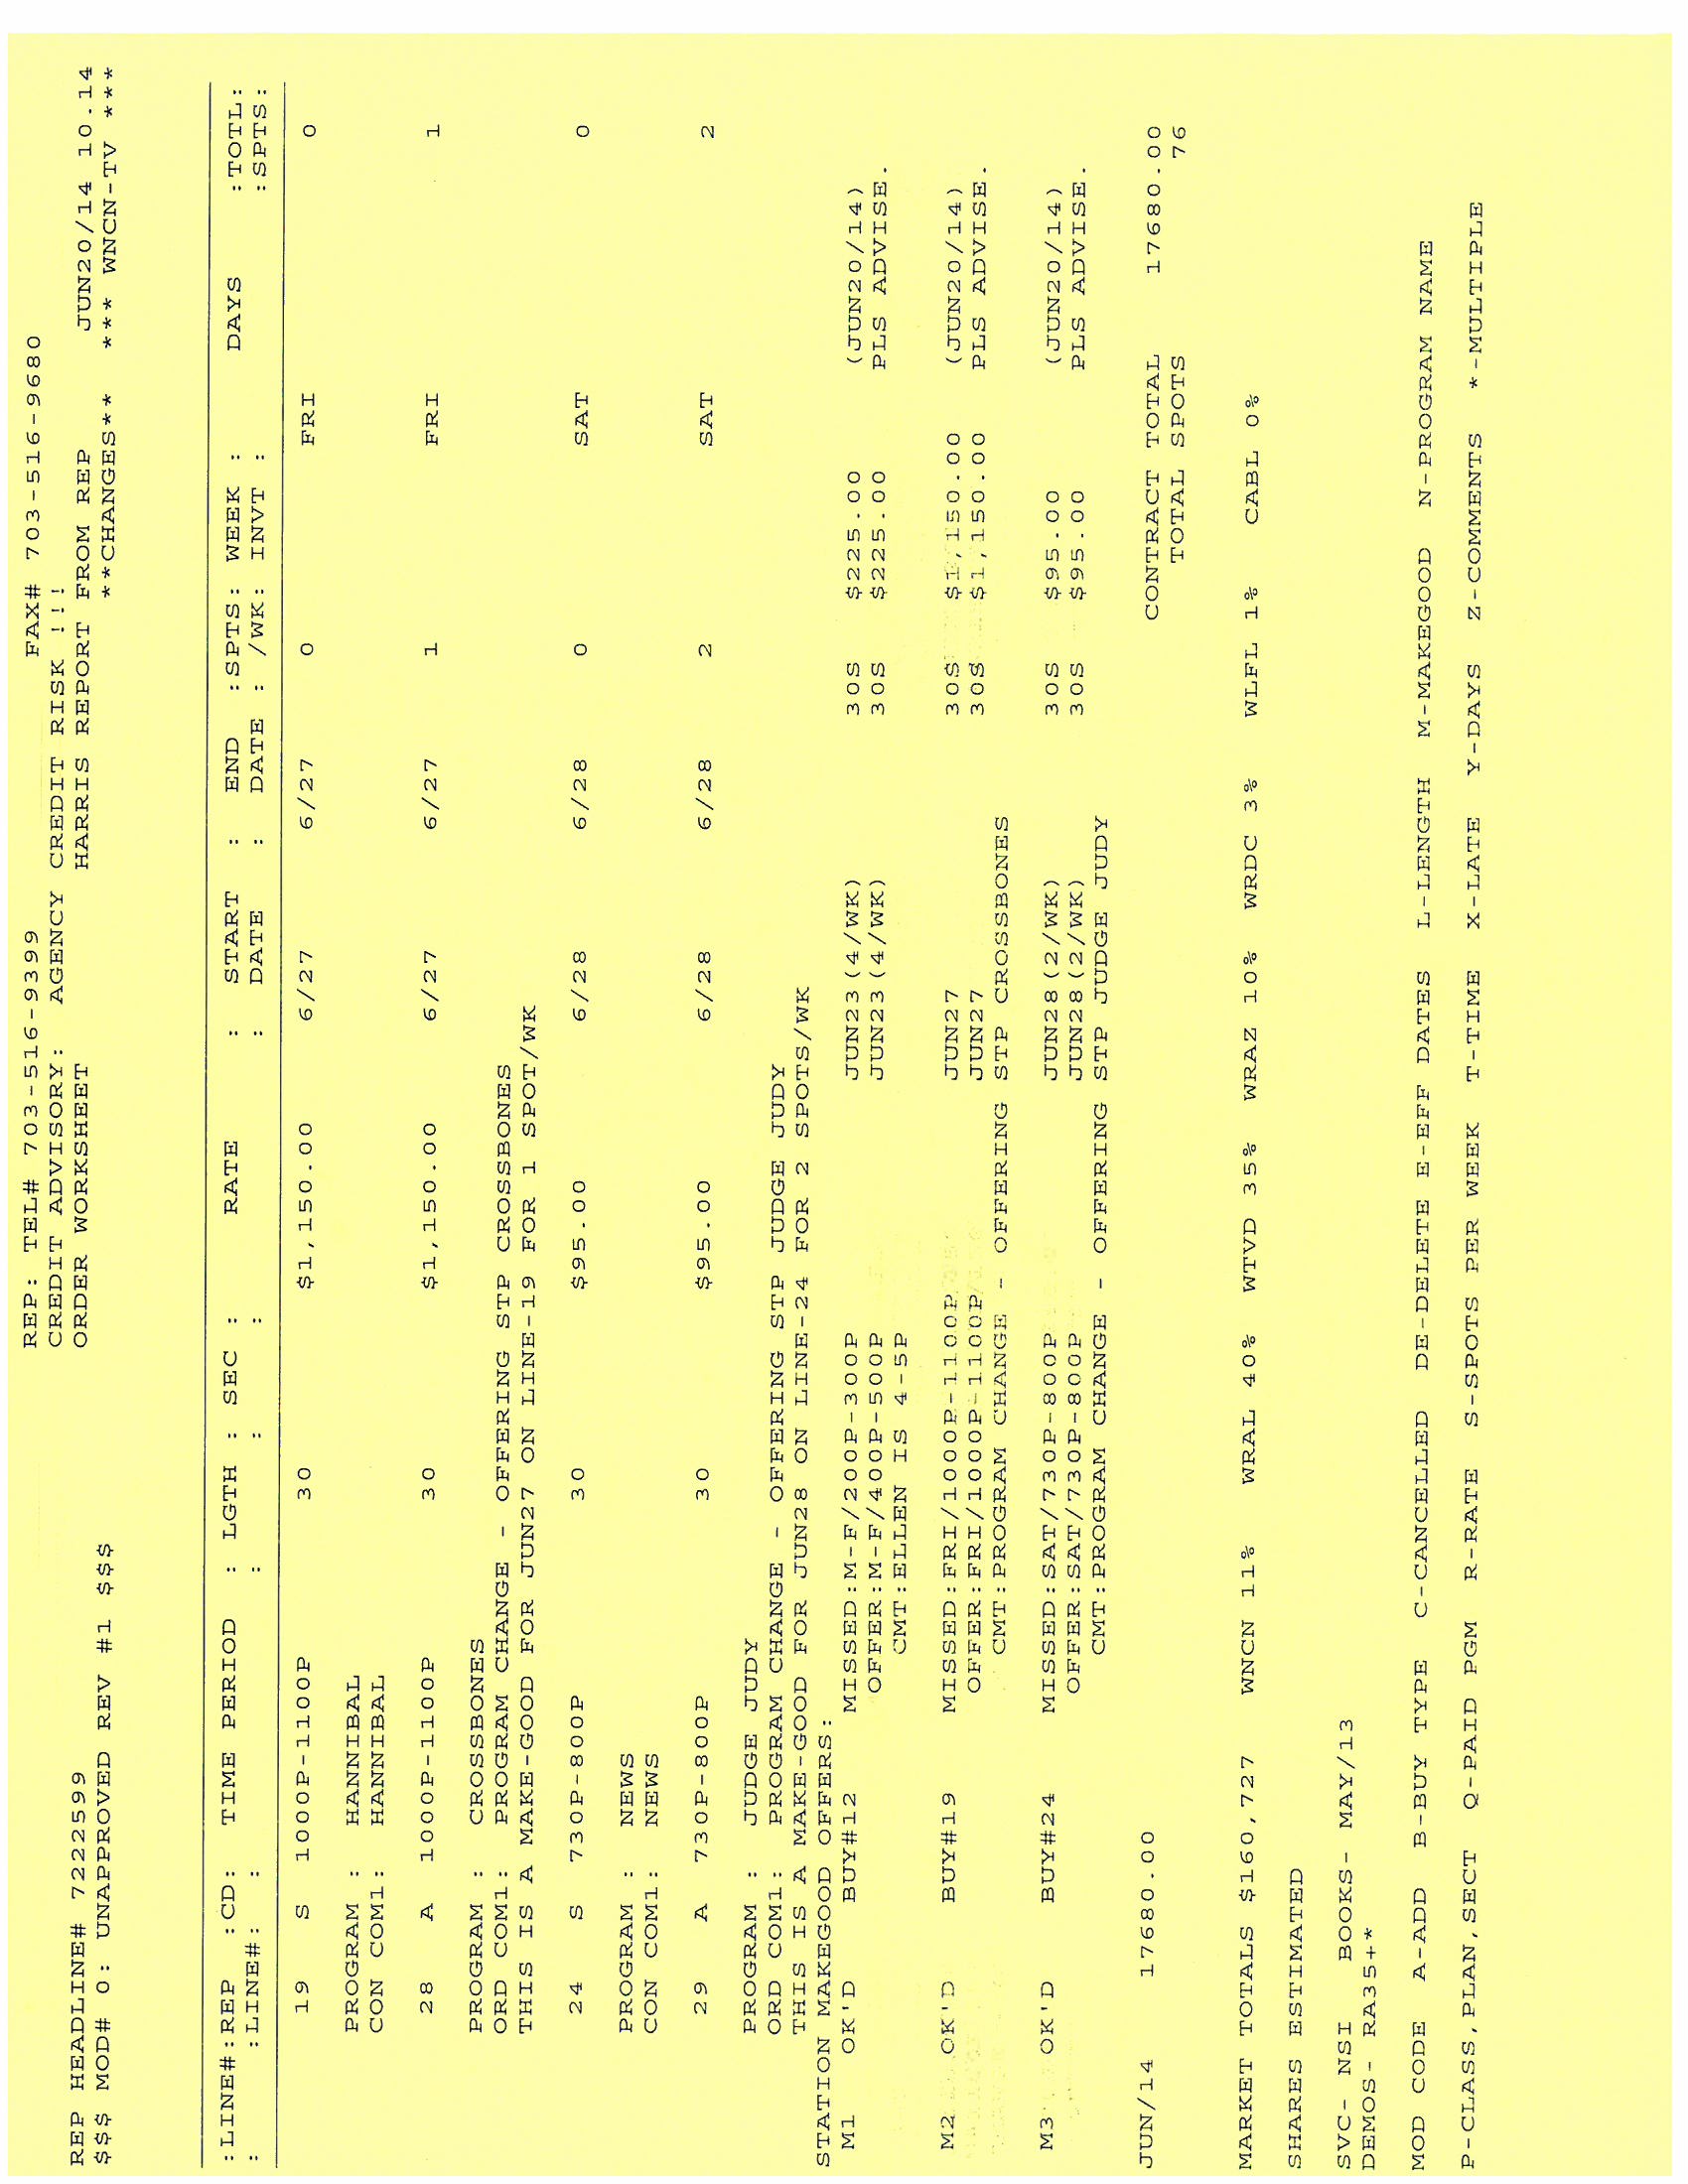 REP: TEL# 703-516-9399 FAX# 703-516-9680
CREDIT ADVISORY: AGENCY CREDIT RISK !!!
REP HEADLINE# 7222599 ORDER WORKSHEET HARRIS REPORT FROM REP JUN20/14 10.14
$$$ MOD# 0: UNAPPROVED REV #1 $$$ **CHANGES** *** WNCN-TV ***
:LINE#:REP :CD: TIME PERIOD : LGTH : SEC : RATE : START : END :SPTS: WEEK : DAYS :TOTL:
: :LINE#: : : : : DATE : DATE : /WK: INVT : :SPTS:
19 S 1000P-1100P 30 $1,150.00 6/27 6/27 0 FRI 0
PROGRAM : HANNIBAL
CON COM1: HANNIBAL
28 A 1000P-1100P 30 $1,150.00 6/27 6/27 1 FRI 1
PROGRAM : CROSSBONES
ORD COM1: PROGRAM CHANGE - OFFERING STP CROSSBONES
THIS IS A MAKE-GOOD FOR JUN27 ON LINE-19 FOR 1 SPOT/WK
24 S 730P-800P 30 $95.00 6/28 6/28 0 SAT 0
PROGRAM : NEWS
CON COM1: NEWS
29 A 730P-800P 30 $95.00 6/28 6/28 2 SAT 2
PROGRAM : JUDGE JUDY
ORD COM1: PROGRAM CHANGE - OFFERING STP JUDGE JUDY
THIS IS A MAKE-GOOD FOR JUN28 ON LINE-24 FOR 2 SPOTS/WK
STATION MAKEGOOD OFFERS:
M1 OK'D BUY#12 MISSED:M-F/200P-300P JUN23(4/WK) 30S $225.00 (JUN20/14)
OFFER:M-F/400P-500P JUN23(4/WK) 30S $225.00 PLS ADVISE.
CMT:ELLEN IS 4-5P
M2 OK'D BUY#19 MISSED:FRI/1000P-1100P JUN27 30S $1,150.00 (JUN20/14)
OFFER:FRI/1000P-1100P JUN27 30S $1,150.00 PLS ADVISE.
CMT:PROGRAM CHANGE - OFFERING STP CROSSBONES
M3 OK'D BUY#24 MISSED:SAT/730P-800P JUN28(2/WK) 30S $95.00 (JUN20/14)
OFFER:SAT/730P-800P JUN28(2/WK) 30S $95.00 PLS ADVISE.
CMT:PROGRAM CHANGE - OFFERING STP JUDGE JUDY
JUN/14 17680.00 CONTRACT TOTAL 17680.00
TOTAL SPOTS 76
MARKET TOTALS $160,727 WNCN 11% WRAL 40% WTVD 35% WRAZ 10% WRDC 3% WLFL 1% CABL 0%
SHARES ESTIMATED
SVC- NSI BOOKS- MAY/13
DEMOS- RA35+*
MOD CODE A-ADD B-BUY TYPE C-CANCELLED DE-DELETE E-EFF DATES L-LENGTH M-MAKEGOOD N-PROGRAM NAME
P-CLASS,PLAN,SECT Q-PAID PGM R-RATE S-SPOTS PER WEEK T-TIME X-LATE Y-DAYS Z-COMMENTS *-MULTIPLE